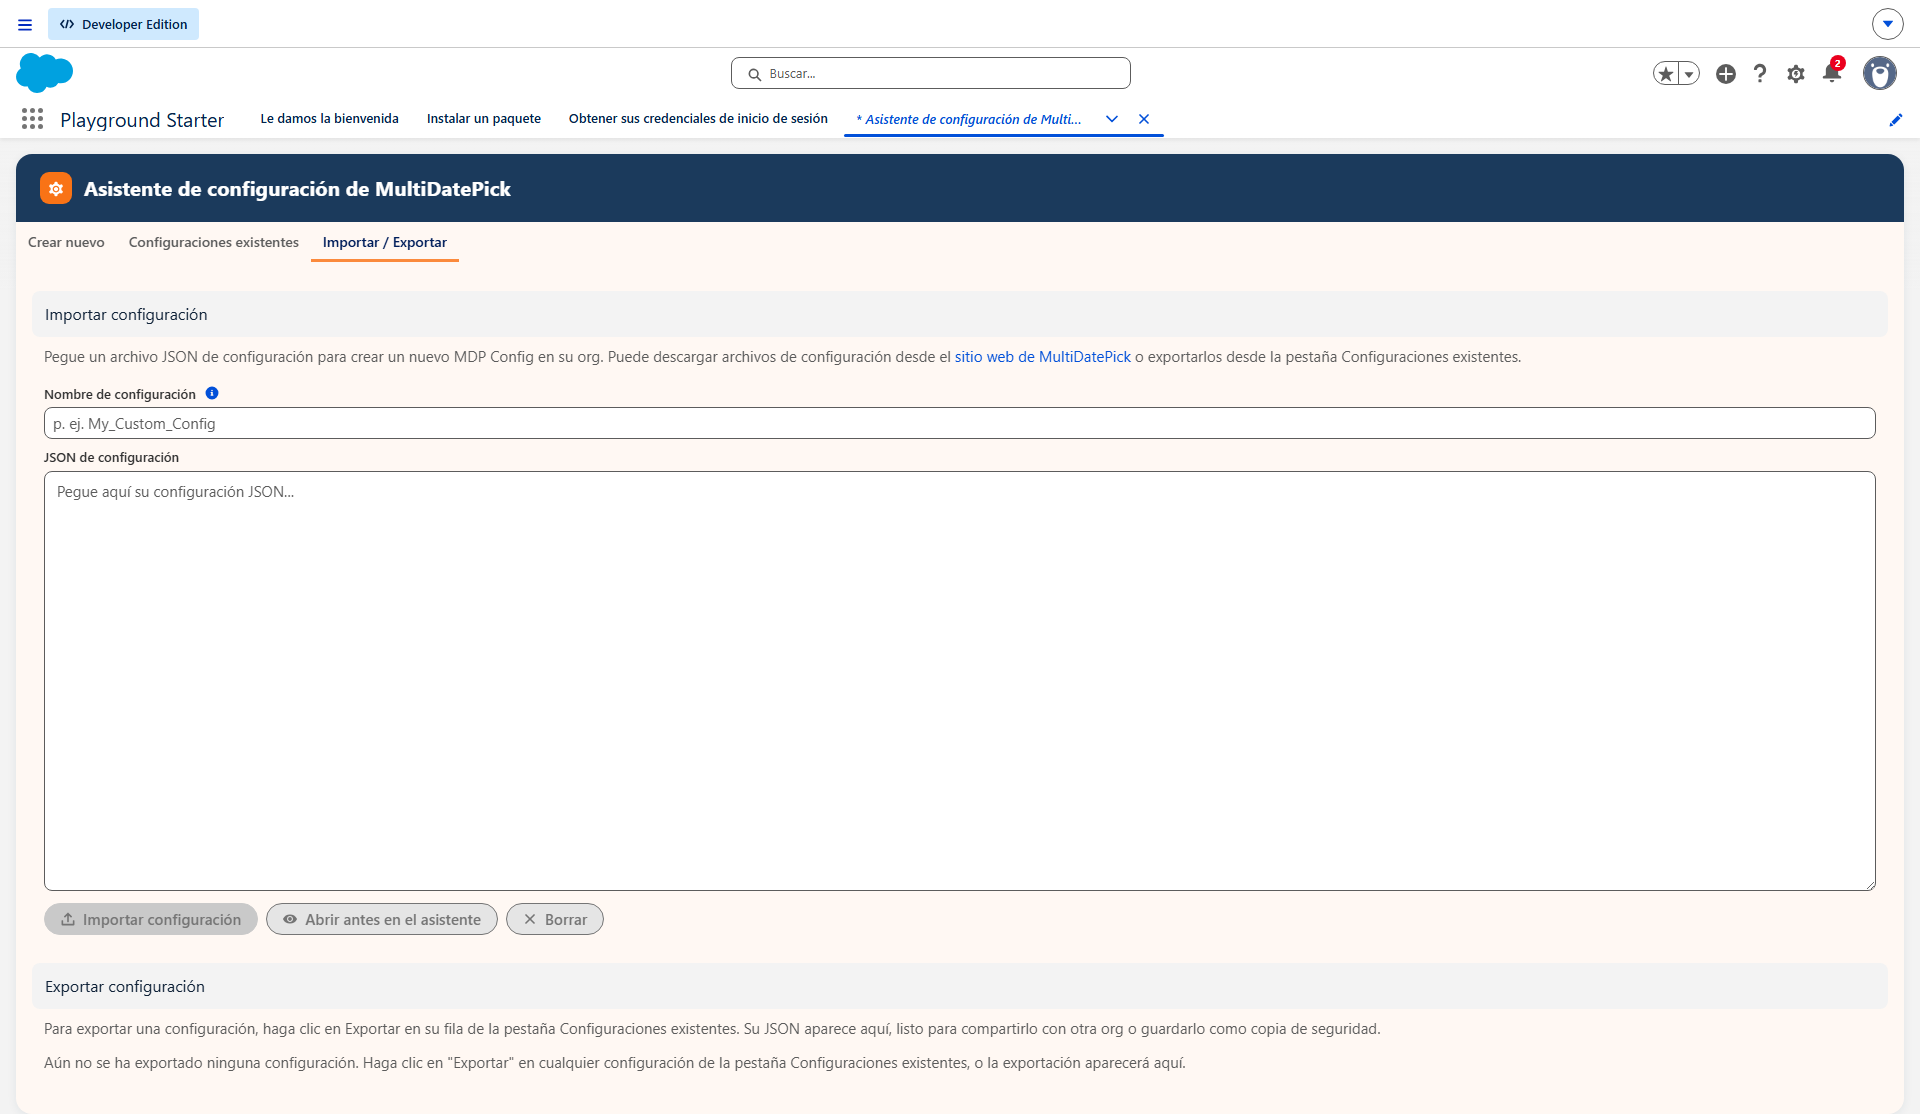 Developer Edition
Buscar...
2
Playground Starter
Le damos la bienvenida
Instalar un paquete
Obtener sus credenciales de inicio de sesión
* Asistente de configuración de Multi...
Asistente de configuración de MultiDatePick
Crear nuevo
Configuraciones existentes
Importar / Exportar
Importar configuración
Pegue un archivo JSON de configuración para crear un nuevo MDP Config en su org. Puede descargar archivos de configuración desde el sitio web de MultiDatePick o exportarlos desde la pestaña Configuraciones existentes.
Nombre de configuración
p. ej. My_Custom_Config
JSON de configuración
Pegue aquí su configuración JSON...
Importar configuración
Abrir antes en el asistente
Borrar
Exportar configuración
Para exportar una configuración, haga clic en Exportar en su fila de la pestaña Configuraciones existentes. Su JSON aparece aquí, listo para compartirlo con otra org o guardarlo como copia de seguridad.
Aún no se ha exportado ninguna configuración. Haga clic en "Exportar" en cualquier configuración de la pestaña Configuraciones existentes, o la exportación aparecerá aquí.